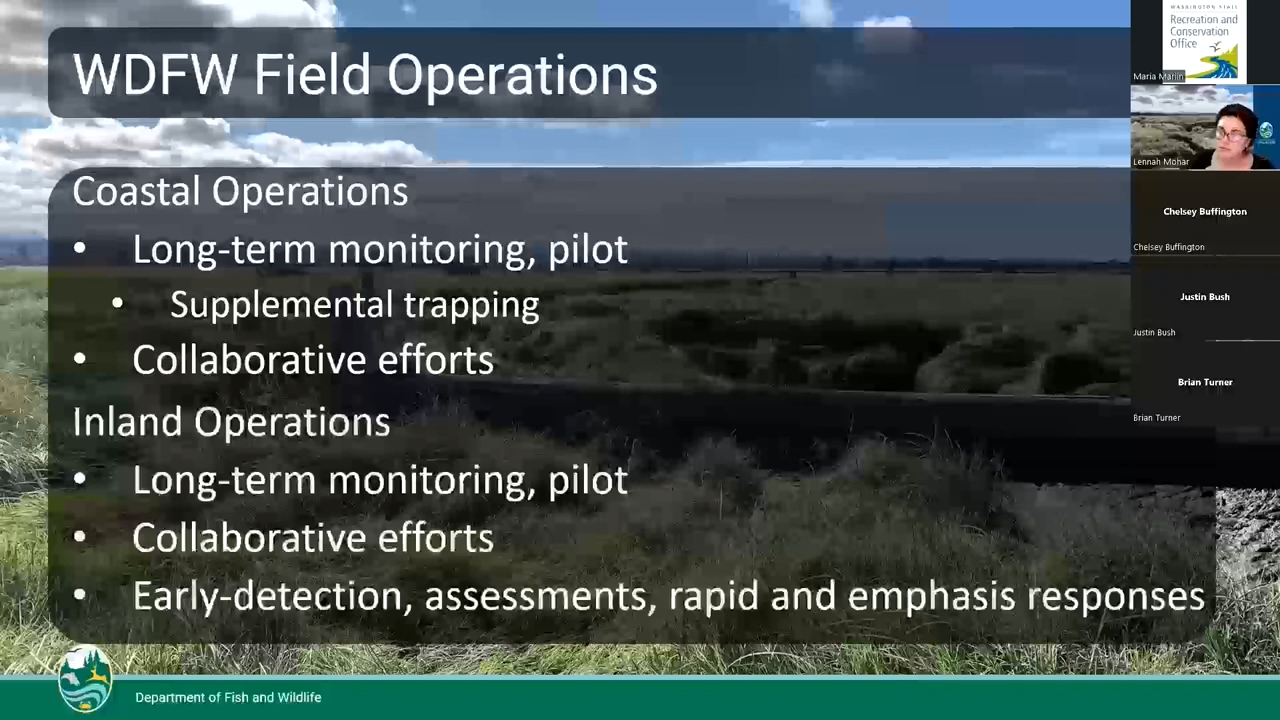 WDFW Field Operations
Coastal Operations
• Long-term monitoring, pilot
• Supplemental trapping
• Collaborative efforts
Inland Operations
• Long-term monitoring, pilot
• Collaborative efforts
• Early-detection, assessments, rapid and emphasis responses
Department of Fish and Wildlife
WASHINGTON STATE
Recreation and
Conservation
Office
Maria Marlin
Lennah Mohar
Chelsey Buffington
Chelsey Buffington
Justin Bush
Justin Bush
Brian Turner
Brian Turner